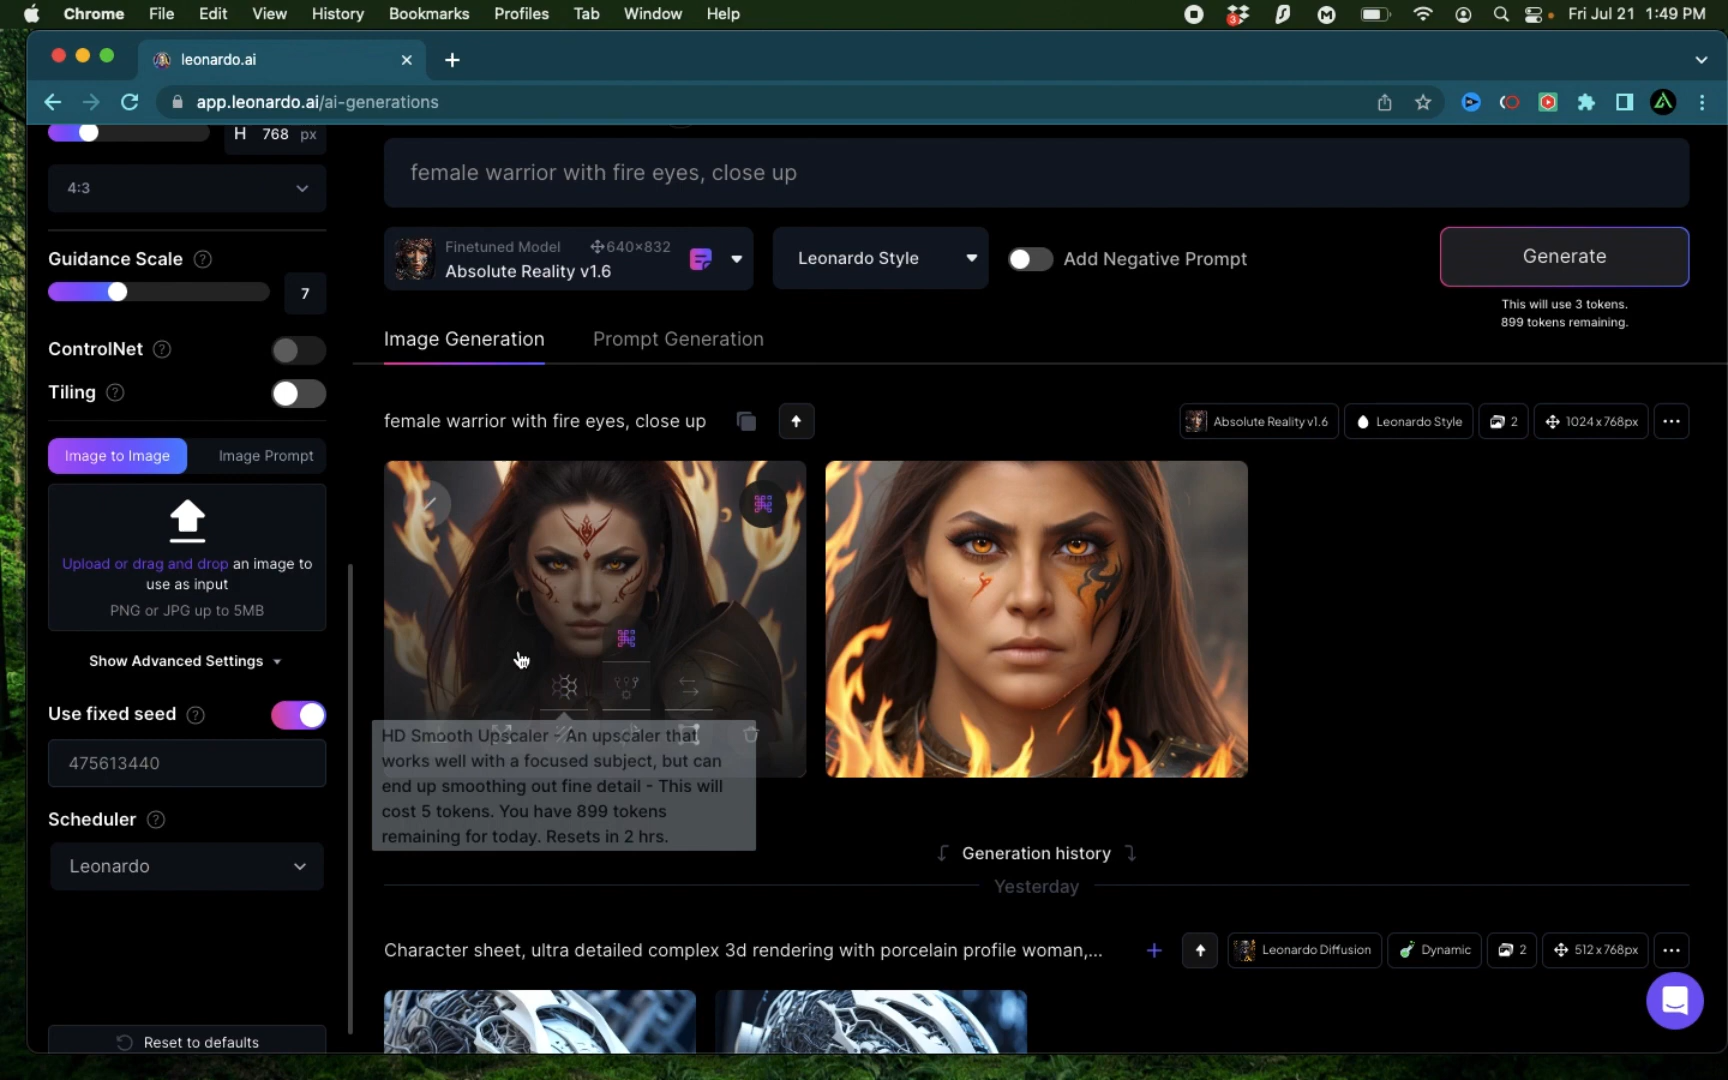 Chrome File Edit View History Bookmarks Profiles Tab Window Help 3 Fri Jul 21 1:49 PM
leonardo.ai
app.leonardo.ai/ai-generations
H 768 px
4:3
Guidance Scale
7
ControlNet
Tiling
Image to Image Image Prompt
Upload or drag and drop an image to
use as input
PNG or JPG up to 5MB
Show Advanced Settings
Use fixed seed
475613440
Scheduler
Leonardo
Reset to defaults
female warrior with fire eyes, close up
Finetuned Model 640×832
Absolute Reality v1.6
Leonardo Style
Add Negative Prompt
Generate
This will use 3 tokens.
899 tokens remaining.
Image Generation Prompt Generation
female warrior with fire eyes, close up
Absolute Reality v1.6 Leonardo Style 2 1024 x 768px
HD Smooth Upscaler - An upscaler that
works well with a focused subject, but can
end up smoothing out fine detail - This will
cost 5 tokens. You have 899 tokens
remaining for today. Resets in 2 hrs.
Generation history
Yesterday
Character sheet, ultra detailed complex 3d rendering with porcelain profile woman,...
Leonardo Diffusion Dynamic 2 512 x 768px